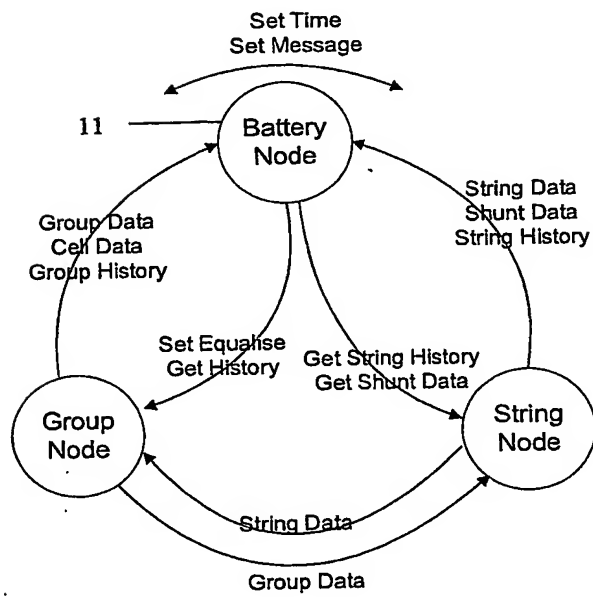 Set Time
Set Message
11
Battery
Node
Group Data
Cell Data
Group History
String Data
Shunt Data
String History
Set Equalise
Get History
Get String History
Get Shunt Data
Group
Node
String
Node
String Data
Group Data